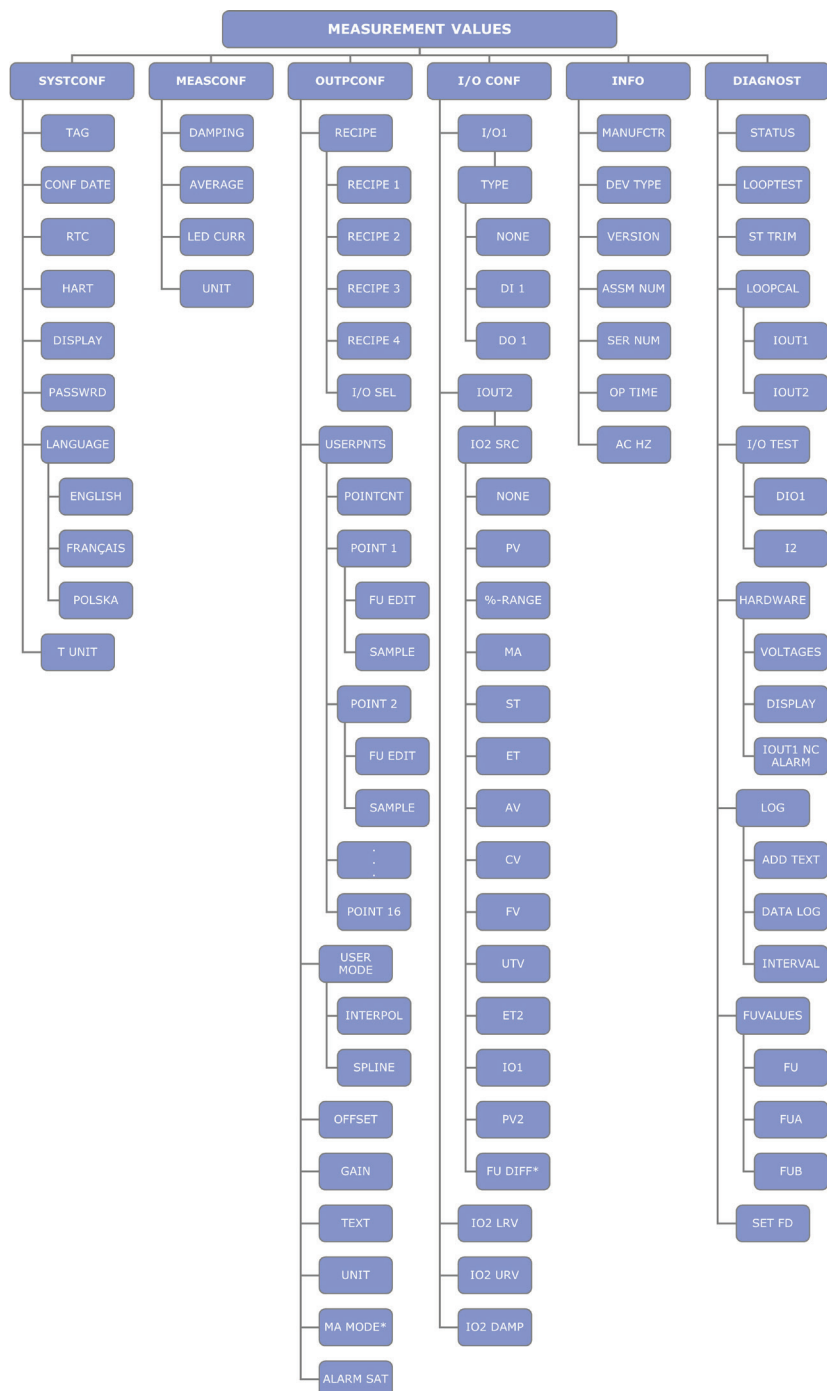 MEASUREMENT VALUES
SYSTCONF
TAG
CONF DATE
RTC
HART
DISPLAY
PASSWRD
LANGUAGE
ENGLISH
FRANÇAIS
POLSKA
T UNIT
MEASCONF
DAMPING
AVERAGE
LED CURR
UNIT
OUTPCONF
RECIPE
RECIPE 1
RECIPE 2
RECIPE 3
RECIPE 4
I/O SEL
USERPNTS
POINTCNT
POINT 1
FU EDIT
SAMPLE
POINT 2
FU EDIT
SAMPLE
.
.
.
POINT 16
USER
MODE
INTERPOL
SPLINE
OFFSET
GAIN
TEXT
UNIT
MA MODE*
ALARM SAT
I/O CONF
I/O1
TYPE
NONE
DI 1
DO 1
IOUT2
IO2 SRC
NONE
PV
%-RANGE
MA
ST
ET
AV
CV
FV
UTV
ET2
IO1
PV2
FU DIFF*
IO2 LRV
IO2 URV
IO2 DAMP
INFO
MANUFCTR
DEV TYPE
VERSION
ASSM NUM
SER NUM
OP TIME
AC HZ
DIAGNOST
STATUS
LOOPTEST
ST TRIM
LOOPCAL
IOUT1
IOUT2
I/O TEST
DIO1
I2
HARDWARE
VOLTAGES
DISPLAY
IOUT1 NC
ALARM
LOG
ADD TEXT
DATA LOG
INTERVAL
FUVALUES
FU
FUA
FUB
SET FD